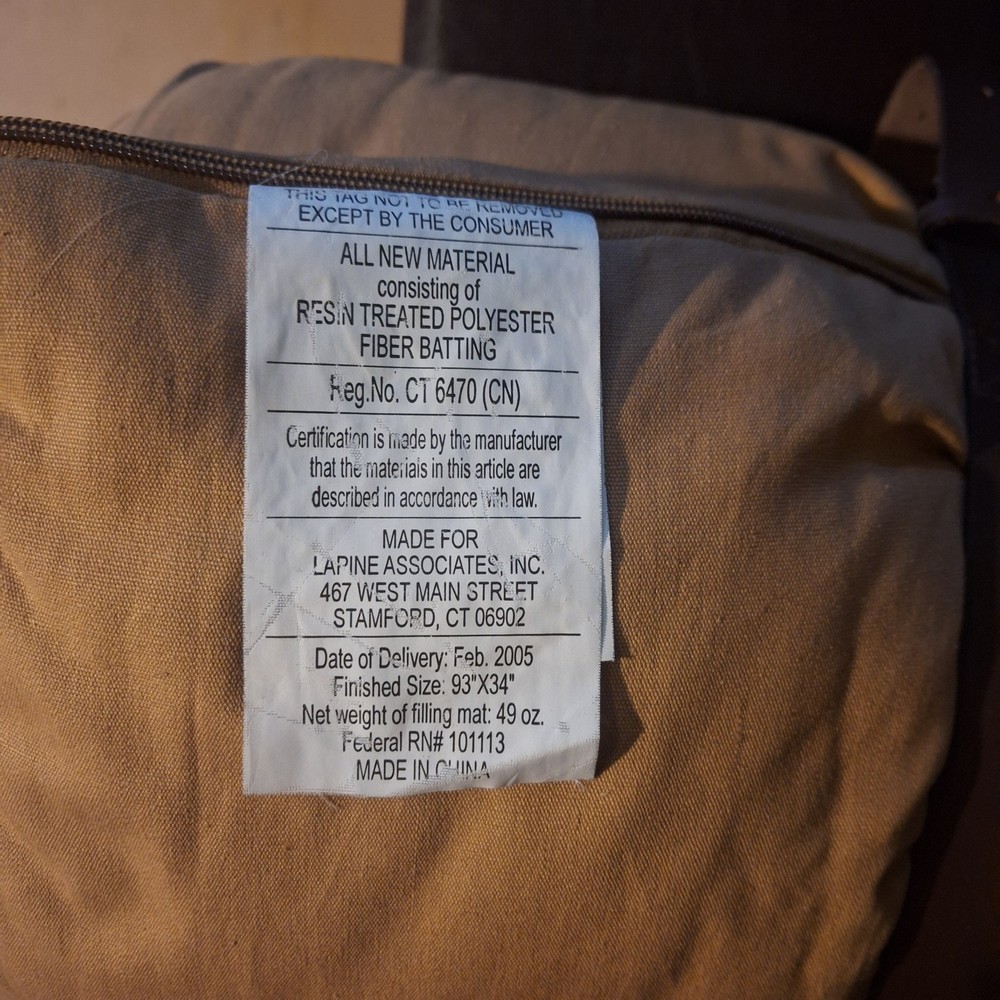 THIS TAG NOT TO BE REMOVED
EXCEPT BY THE CONSUMER
ALL NEW MATERIAL
consisting of
RESIN TREATED POLYESTER
FIBER BATTING
Reg.No. CT 6470 (CN)
Certification is made by the manufacturer
that the materials in this article are
described in accordance with law.
MADE FOR
LAPINE ASSOCIATES, INC.
467 WEST MAIN STREET
STAMFORD, CT 06902
Date of Delivery: Feb. 2005
Finished Size: 93"X34"
Net weight of filling mat: 49 oz.
Federal RN# 101113
MADE IN CHINA